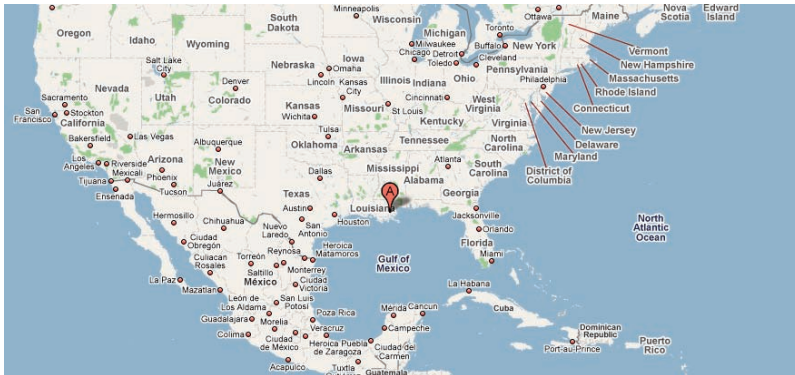 Minneapolis
Wisconsin
Ottawa
Maine
Nova
Scotia
Edward
Island
Oregon
Idaho
Wyoming
South
Dakota
Michigan
Toronto
Milwaukee
Buffalo
New York
Vermont
Chicago
Detroit
New Hampshire
Salt Lake
City
Nebraska
Iowa
Omaha
Toledo
Cleveland
Massachusetts
Nevada
Denver
Lincoln
Kansas
City
Illinois
Indiana
Ohio
Pennsylvania
Philadelphia
Rhode Island
Utah
Colorado
Sacramento
Stockton
San
Francisco
California
Kansas
Missouri
St Louis
Cincinnati
West
Virginia
Connecticut
Wichita
Kentucky
Virginia
New Jersey
Bakersfield
Las Vegas
Albuquerque
Tulsa
Oklahoma
Arkansas
Tennessee
North
Carolina
Delaware
Maryland
Los
Angeles
Riverside
Arizona
New
Mexico
Mississippi
Atlanta
South
Carolina
District of
Columbia
Mexicali
Phoenix
Dallas
Alabama
Tijuana
Tucson
Juárez
Texas
Georgia
Ensenada
A
Austin
Louisiana
Hermosillo
Chihuahua
San
Antonio
Houston
Jacksonville
North
Atlantic
Ocean
Nuevo
Laredo
Orlando
Ciudad
Obregón
Reynosa
Heroica
Matamoros
Florida
Miami
Culiacan
Rosales
Torreón
Saltillo
Monterrey
Gulf of
Mexico
La Paz
México
Ciudad
Victoria
La Habana
Mazatlan
León de
Los Aldama
San Luis
Potosí
Mérida
Cancun
Cuba
Guadalajara
Poza Rica
Morelia
Veracruz
Campeche
Dominican
Republic
Colima
Ciudad
de México
Heroica Puebla
de Zaragoza
Ciudad del
Carmen
Port-au-Prince
Puerto
Rico
Acapulco
Tuxtla
Guatemala